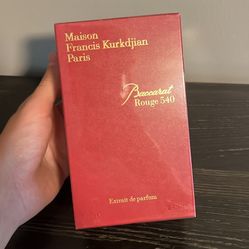 Maison
Francis Kurkdjian
Paris
Baccarat
Rouge 540
Extrait de parfum